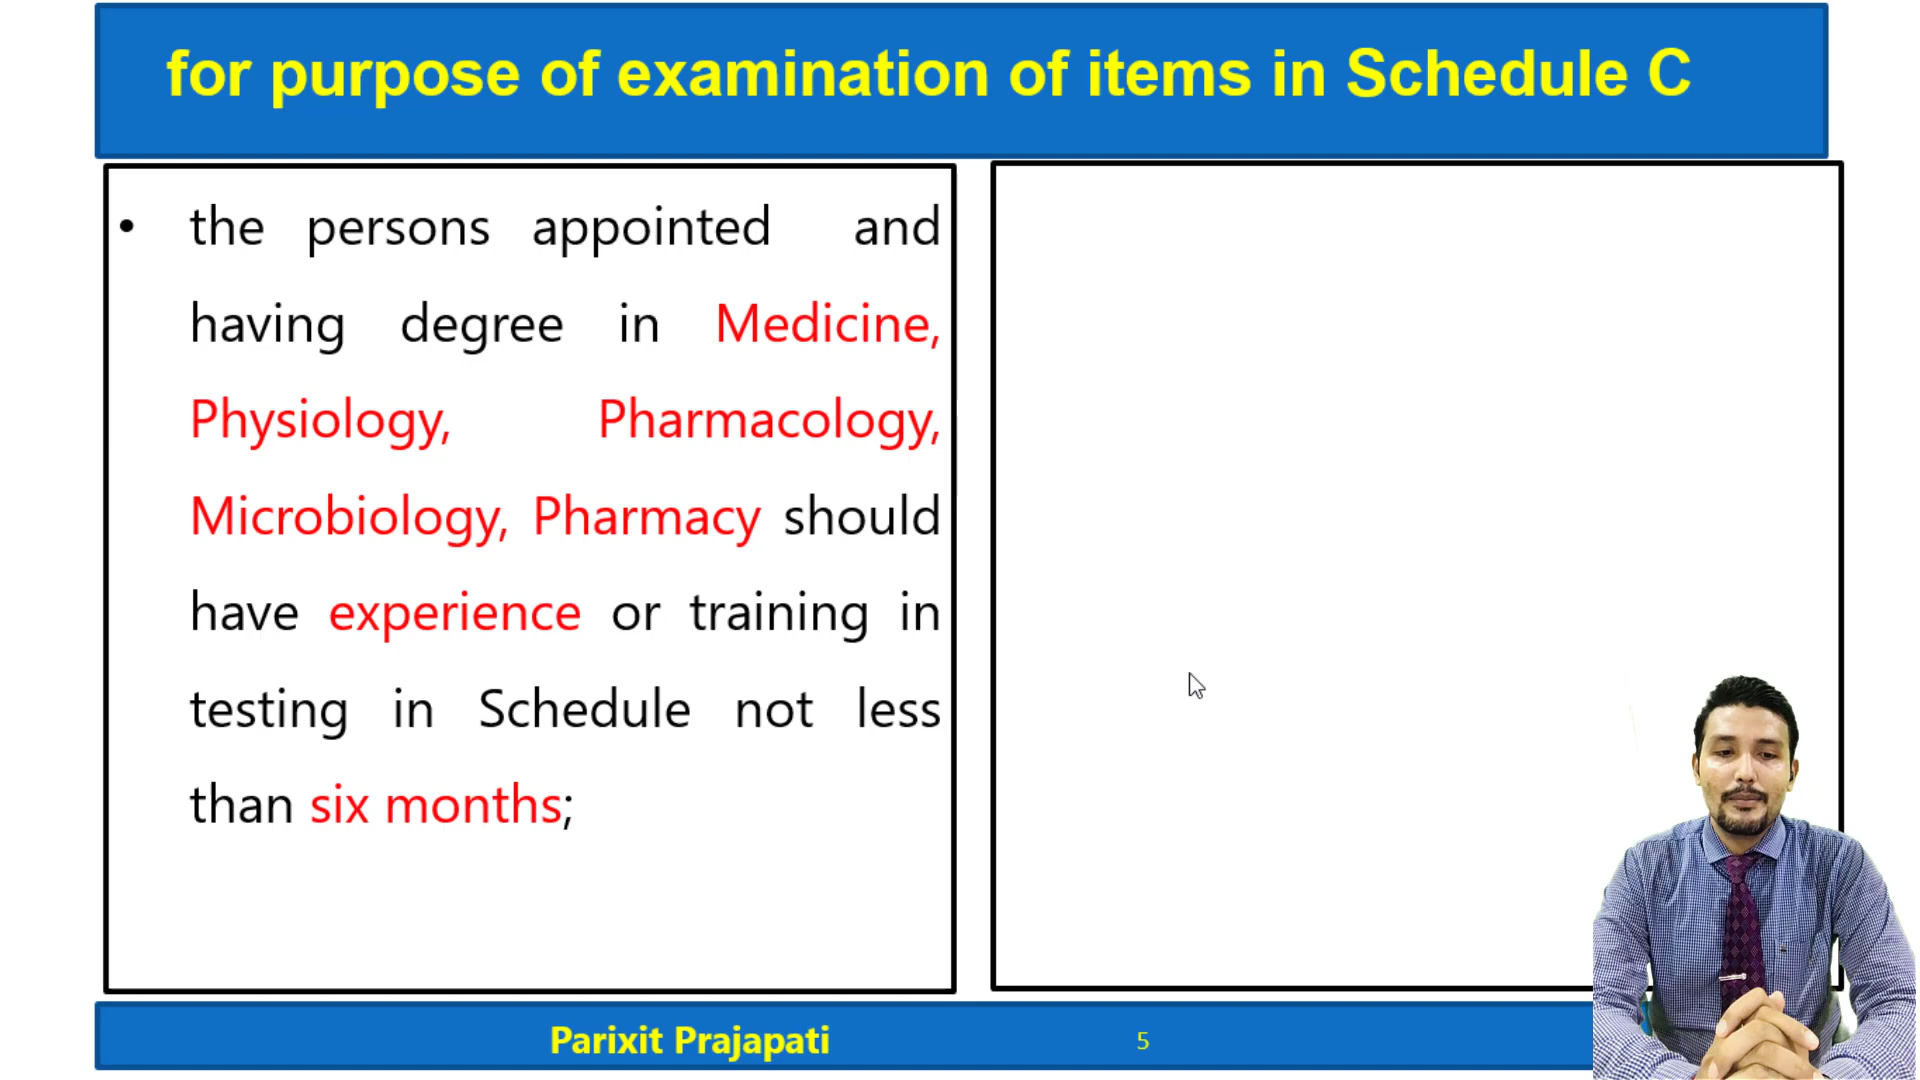 for purpose of examination of items in Schedule C
• the persons appointed and
having degree in Medicine,
Physiology, Pharmacology,
Microbiology, Pharmacy should
have experience or training in
testing in Schedule not less
than six months;
Parixit Prajapati
5